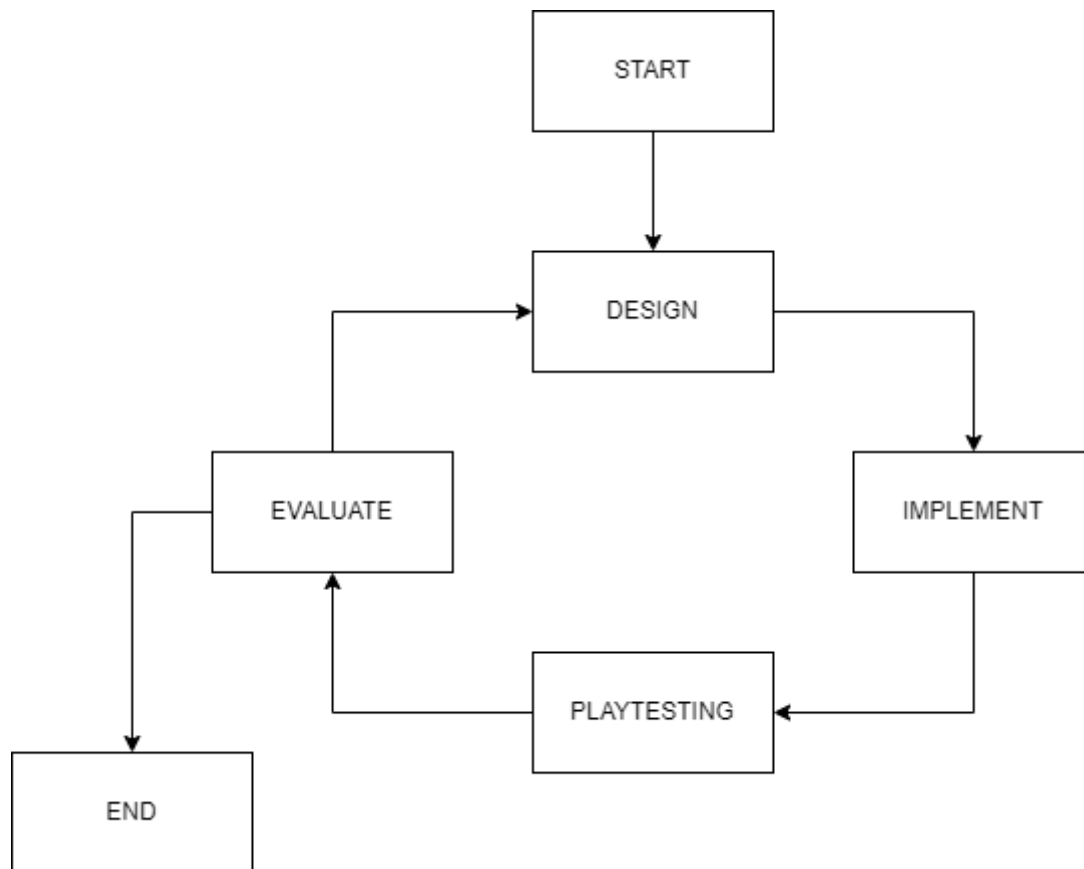 START
DESIGN
EVALUATE
IMPLEMENT
PLAYTESTING
END